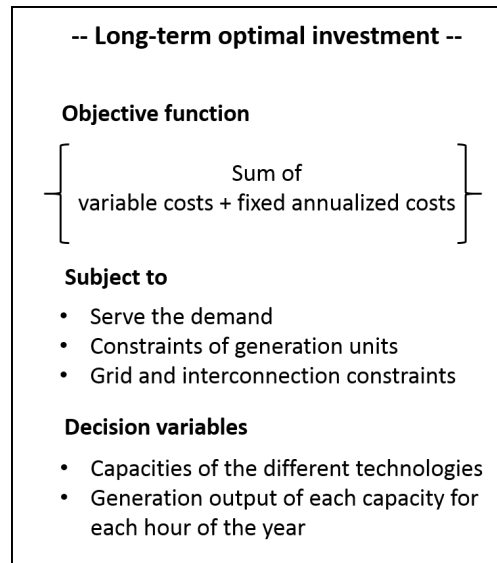 -- Long-term optimal investment --
Objective function
Sum of
variable costs + fixed annualized costs
Subject to
• Serve the demand
• Constraints of generation units
• Grid and interconnection constraints
Decision variables
• Capacities of the different technologies
• Generation output of each capacity for
each hour of the year